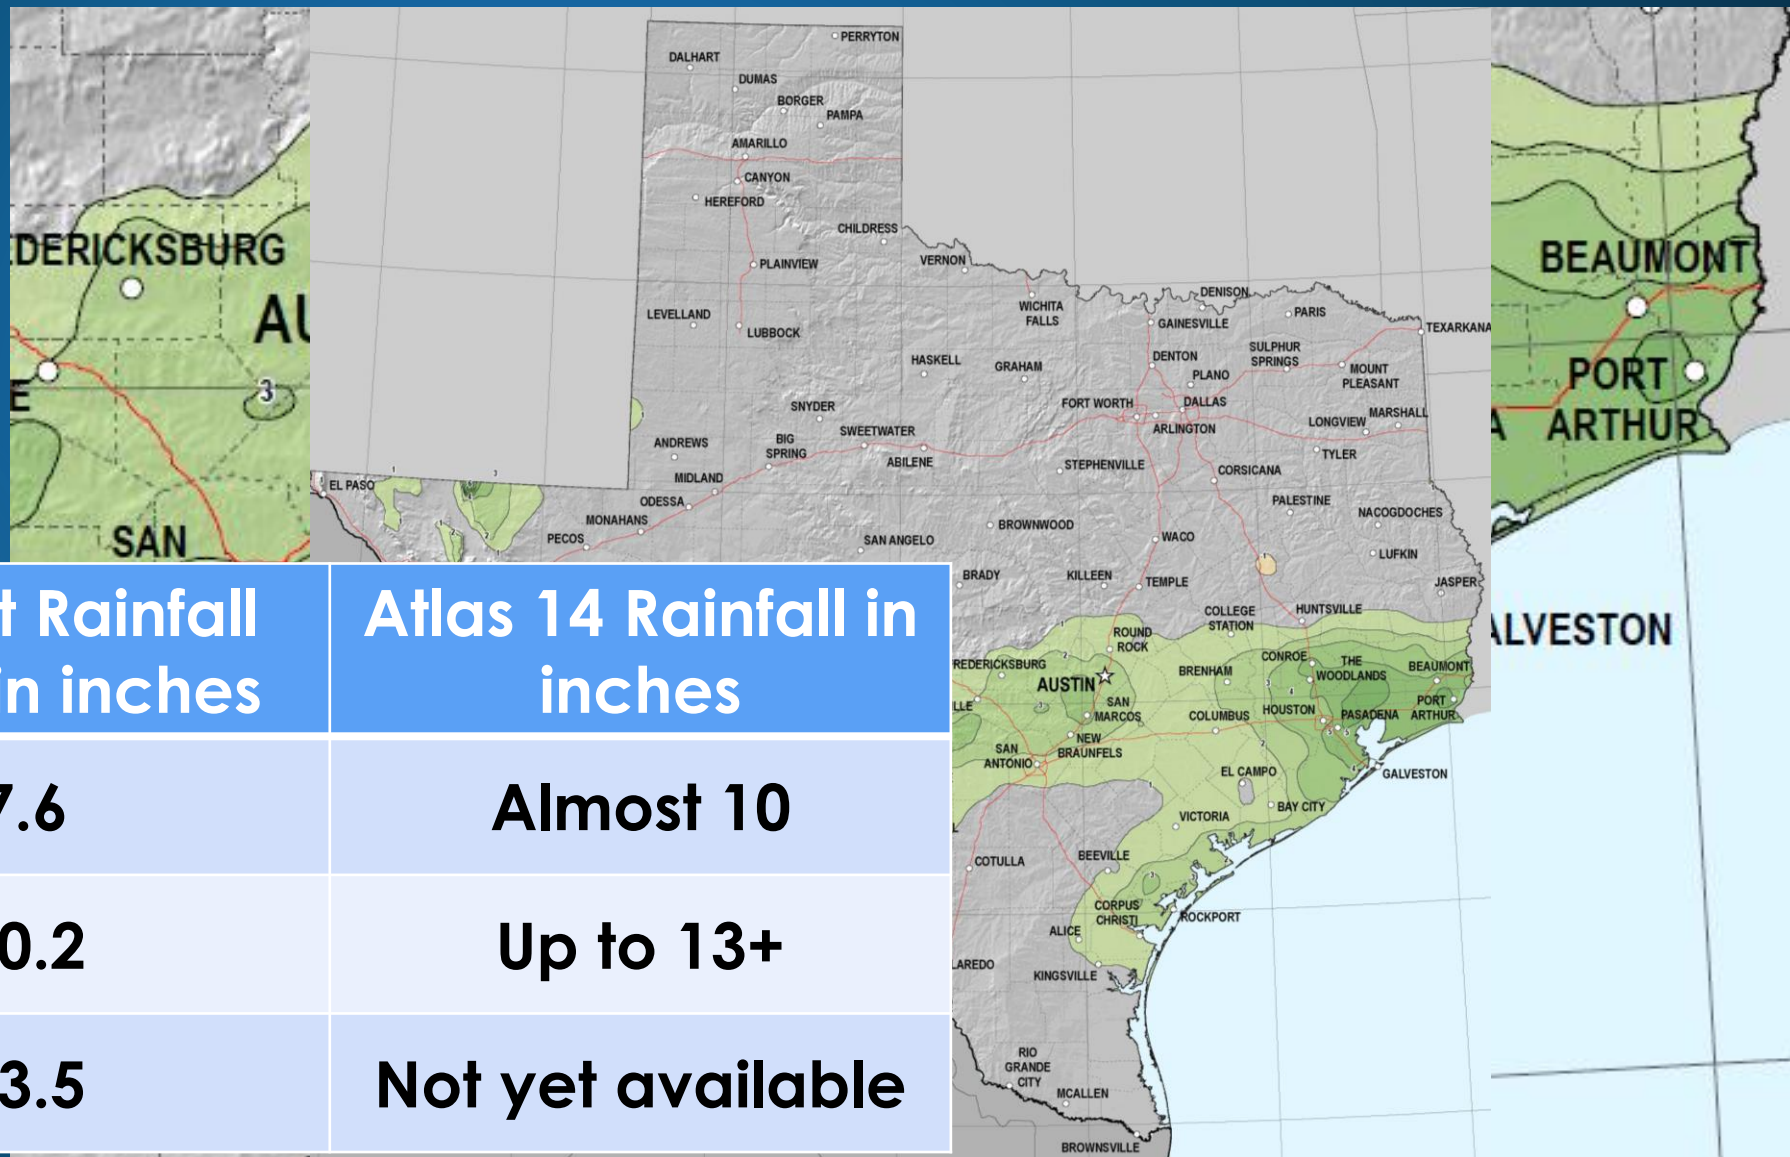 PERRYTON
DALHART
DUMAS
BORGER
PAMPA
AMARILLO
CANYON
HEREFORD
CHILDRESS
PLAINVIEW
VERNON
LEVELLAND
LUBBOCK
WICHITA
FALLS
DENISON
GAINESVILLE
PARIS
TEXARKANA
HASKELL
GRAHAM
DENTON
PLANO
SULPHUR
SPRINGS
MOUNT
PLEASANT
SNYDER
FORT WORTH
DALLAS
ARLINGTON
LONGVIEW
MARSHALL
ANDREWS
BIG
SPRING
SWEETWATER
ABILENE
TYLER
EL PASO
MIDLAND
STEPHENVILLE
CORSICANA
ODESSA
PALESTINE
MONAHANS
PECOS
SAN ANGELO
BROWNWOOD
WACO
NACOGDOCHES
LUFKIN
BRADY
KILLEEN
TEMPLE
JASPER
COLLEGE
STATION
HUNTSVILLE
ROUND
ROCK
REDERICKSBURG
AUSTIN
BRENHAM
CONROE
THE
WOODLANDS
BEAUMONT
LLE
SAN
MARCOS
COLUMBUS
HOUSTON
PASADENA
PORT
ARTHUR
NEW
BRAUNFELS
SAN
ANTONIO
EL CAMPO
GALVESTON
BAY CITY
VICTORIA
COTULLA
BEEVILLE
CORPUS
CHRISTI
ROCKPORT
ALICE
LAREDO
KINGSVILLE
RIO
GRANDE
CITY
MCALLEN
BROWNSVILLE
DERICKSBURG
AU
E
3
SAN
BEAUMONT
PORT
A ARTHUR
ALVESTON
t Rainfall
in inches
Atlas 14 Rainfall in
inches
7.6
Almost 10
0.2
Up to 13+
3.5
Not yet available